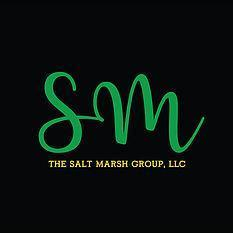 SM
THE SALT MARSH GROUP, LLC